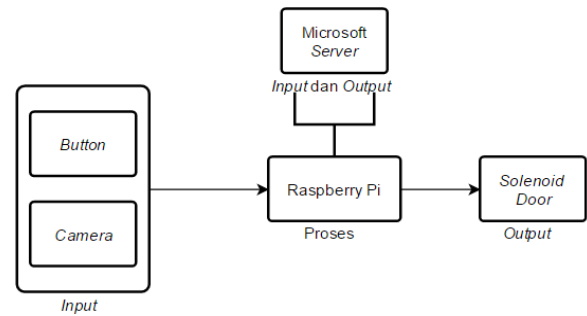 Microsoft
Server
Input dan Output
Button
Camera
Input
Raspberry Pi
Proses
Solenoid
Door
Output